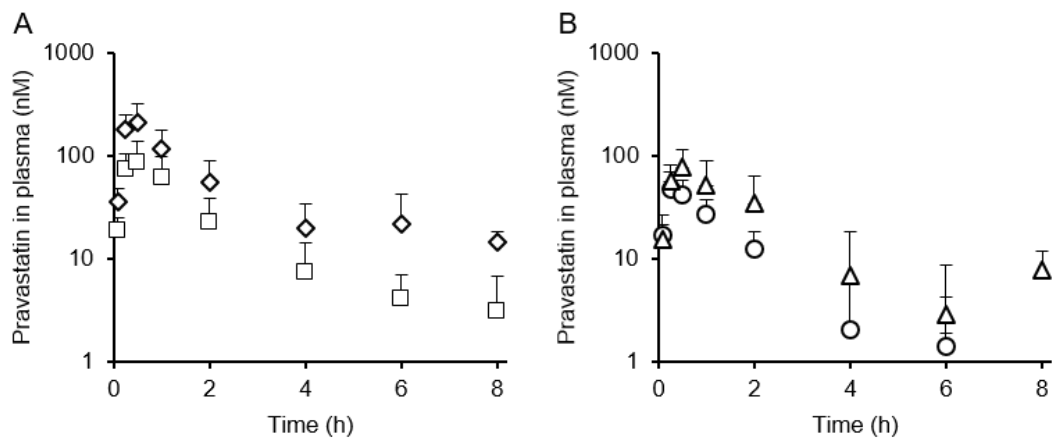 A
Pravastatin in plasma (nM)
1000
100
10
1
0 2 4 6 8
Time (h)
B
Pravastatin in plasma (nM)
1000
100
10
1
0 2 4 6 8
Time (h)